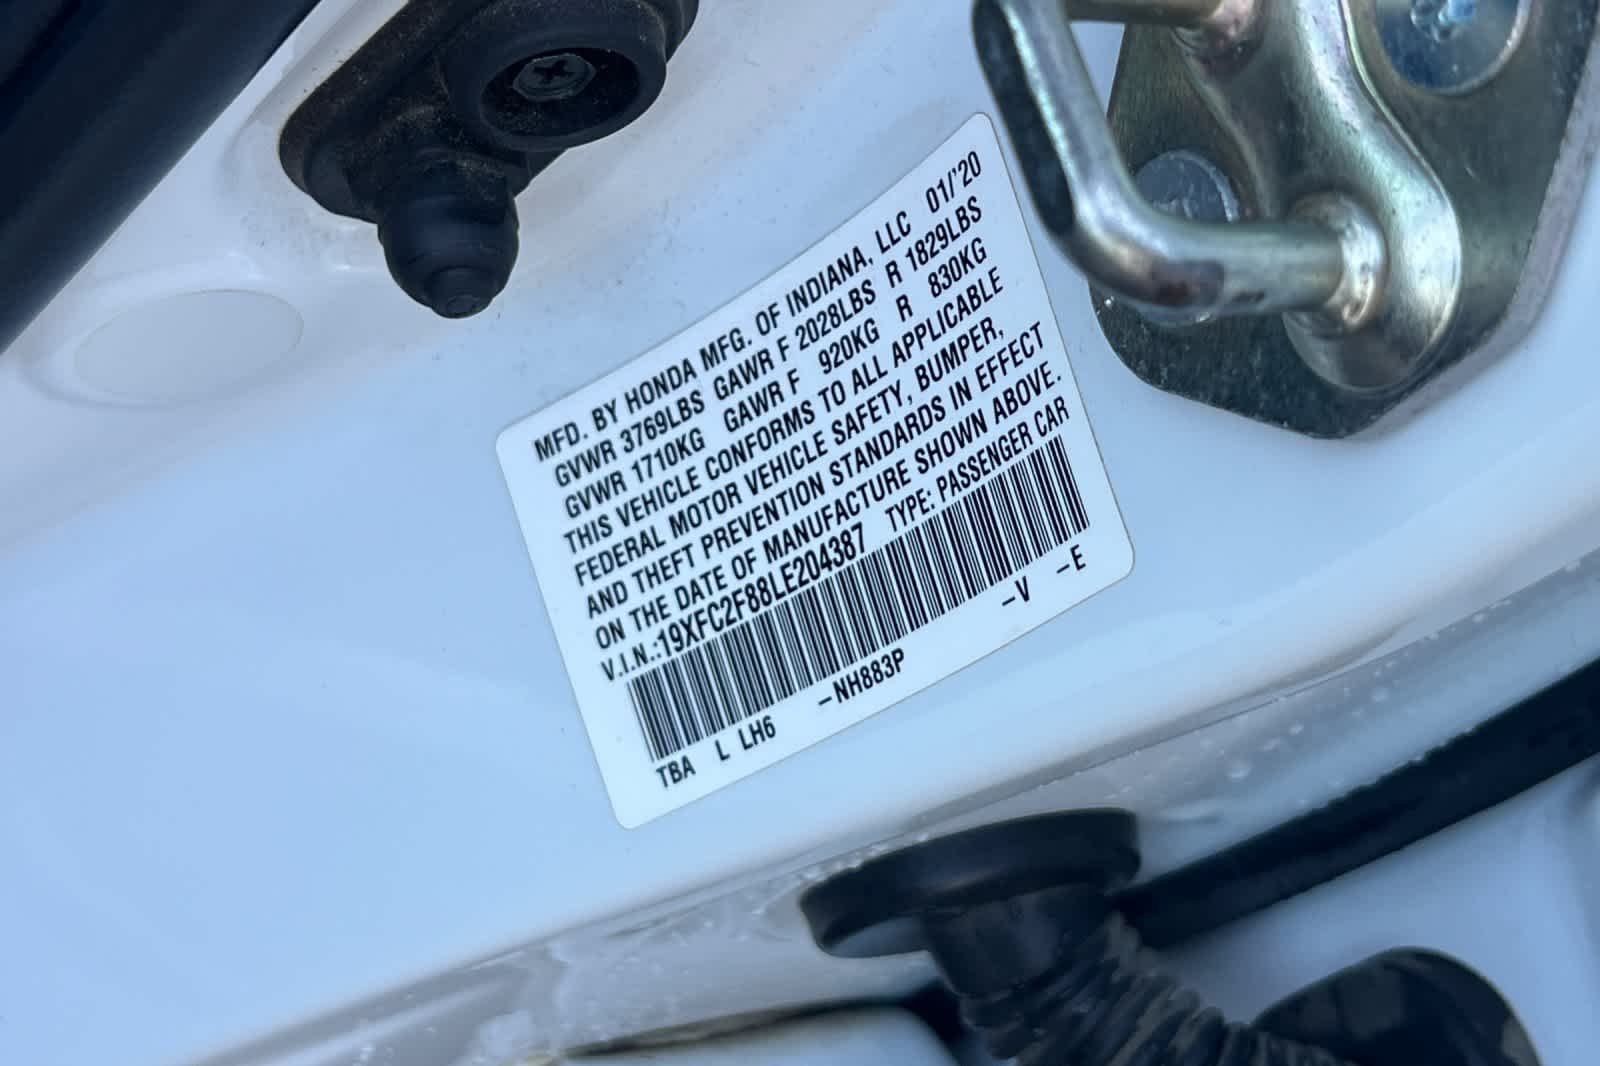 MFD. BY HONDA MFG. OF INDIANA, LLC 01/'20
GVWR 3769LBS GAWR F 2028LBS R 1829LBS
GVWR 1710KG GAWR F 920KG R 830KG
THIS VEHICLE CONFORMS TO ALL APPLICABLE
FEDERAL MOTOR VEHICLE SAFETY, BUMPER,
AND THEFT PREVENTION STANDARDS IN EFFECT
ON THE DATE OF MANUFACTURE SHOWN ABOVE.
V.I.N.:19XFC2F88LE204387 TYPE: PASSENGER CAR
TBA L LH6 -NH883P -V -E